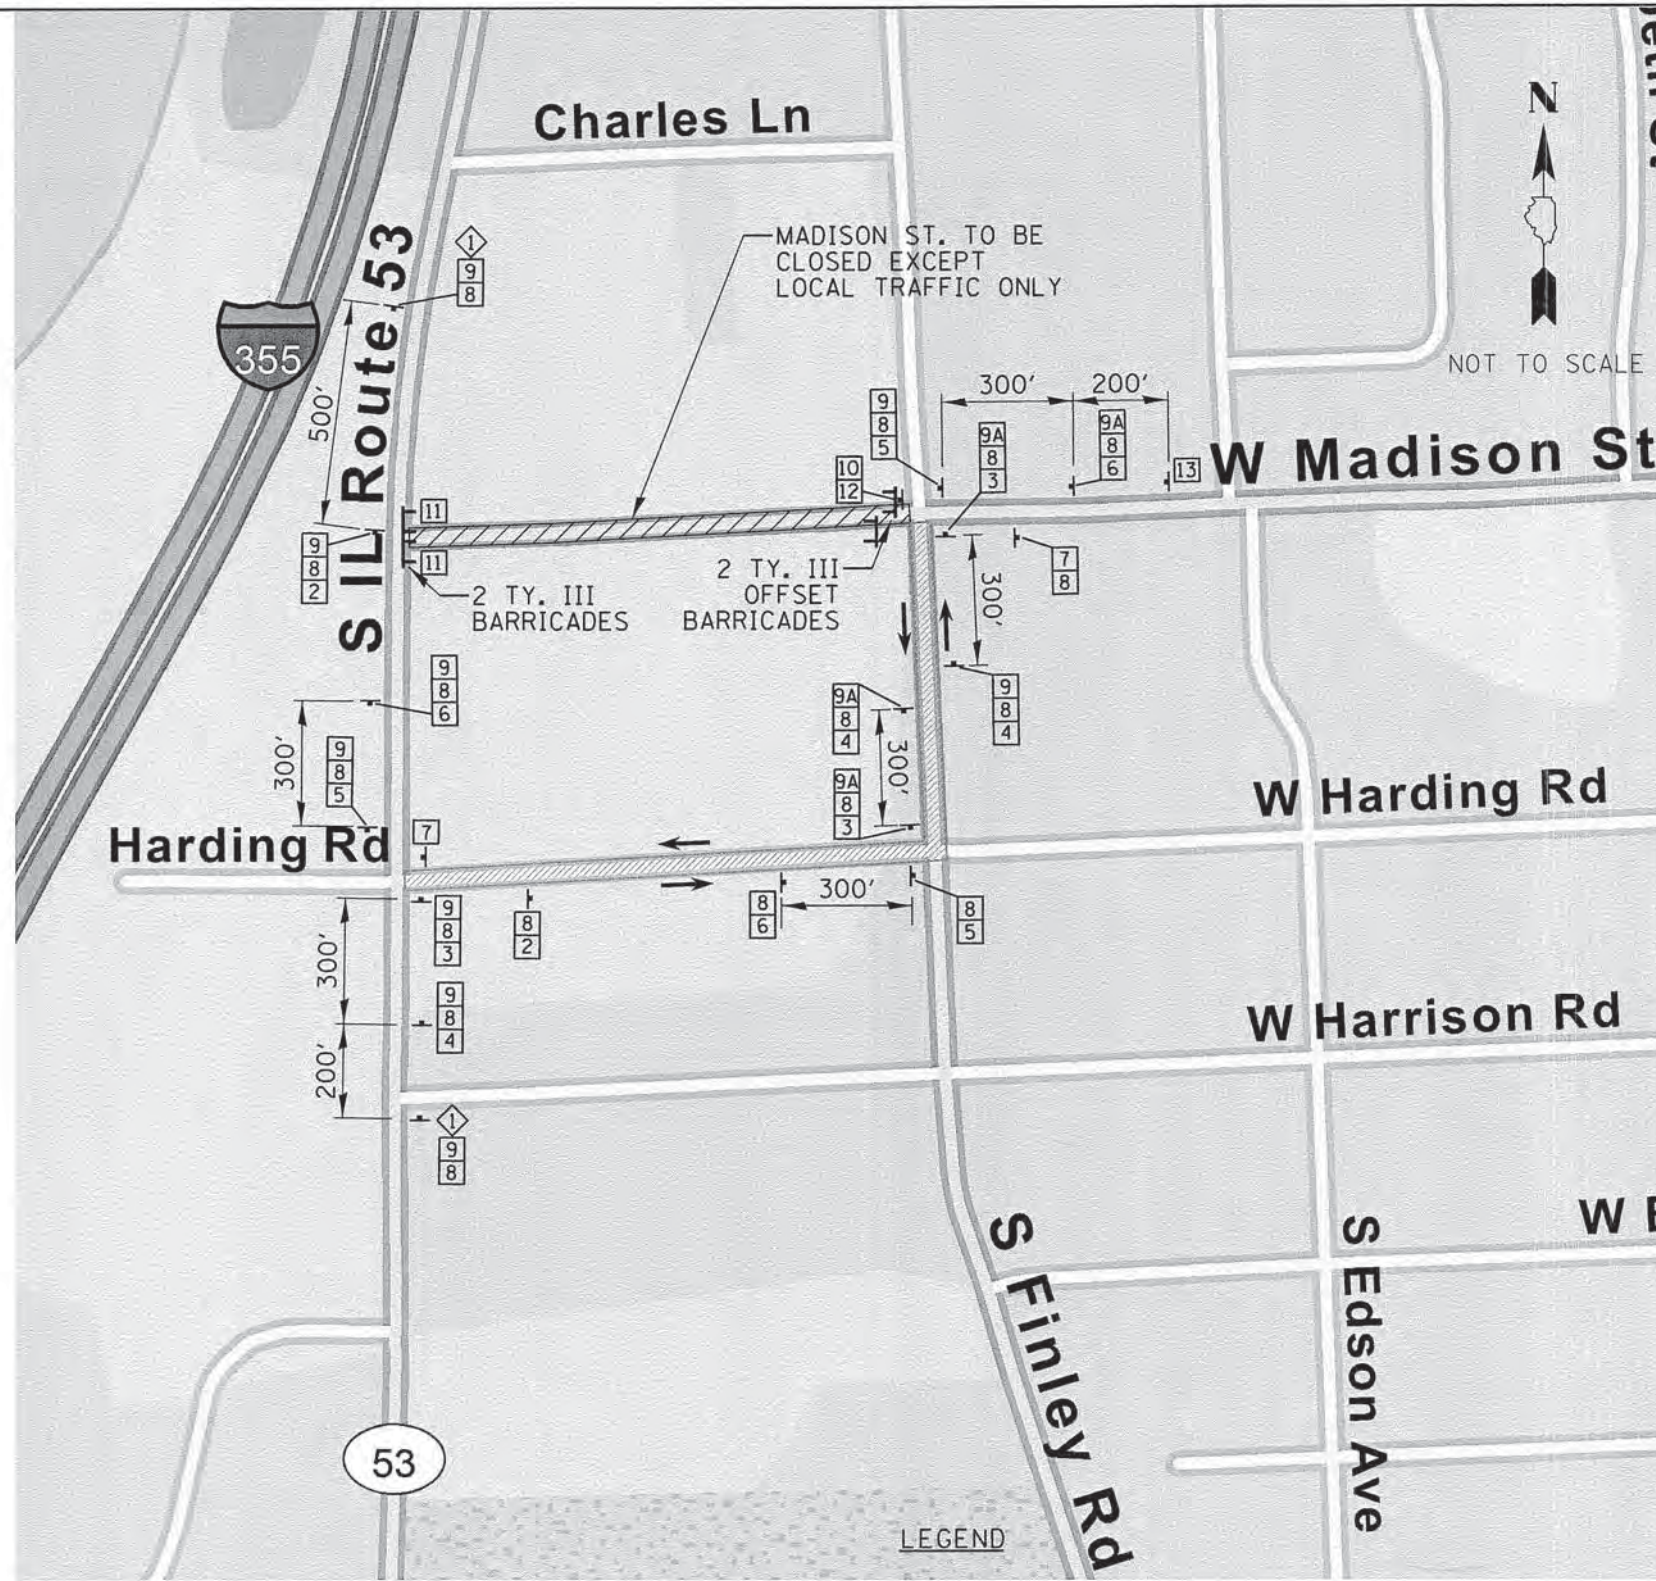 Charles Ln
N
NOT TO SCALE
MADISON ST. TO BE
CLOSED EXCEPT
LOCAL TRAFFIC ONLY
1
9
8
355
500'
S IL Route 53
300'
200'
9
8
5
9A
8
3
9A
8
6
13
W Madison St
10
12
11
11
9
8
2
2 TY. III
BARRICADES
2 TY. III
OFFSET
BARRICADES
7
8
300'
9
8
6
9
8
4
9A
8
4
300'
9
8
5
300'
9A
8
3
W Harding Rd
Harding Rd
7
300'
8
6
8
5
9
8
3
8
2
300'
9
8
4
W Harrison Rd
200'
1
9
8
S Finley Rd
S Edson Ave
W
53
LEGEND